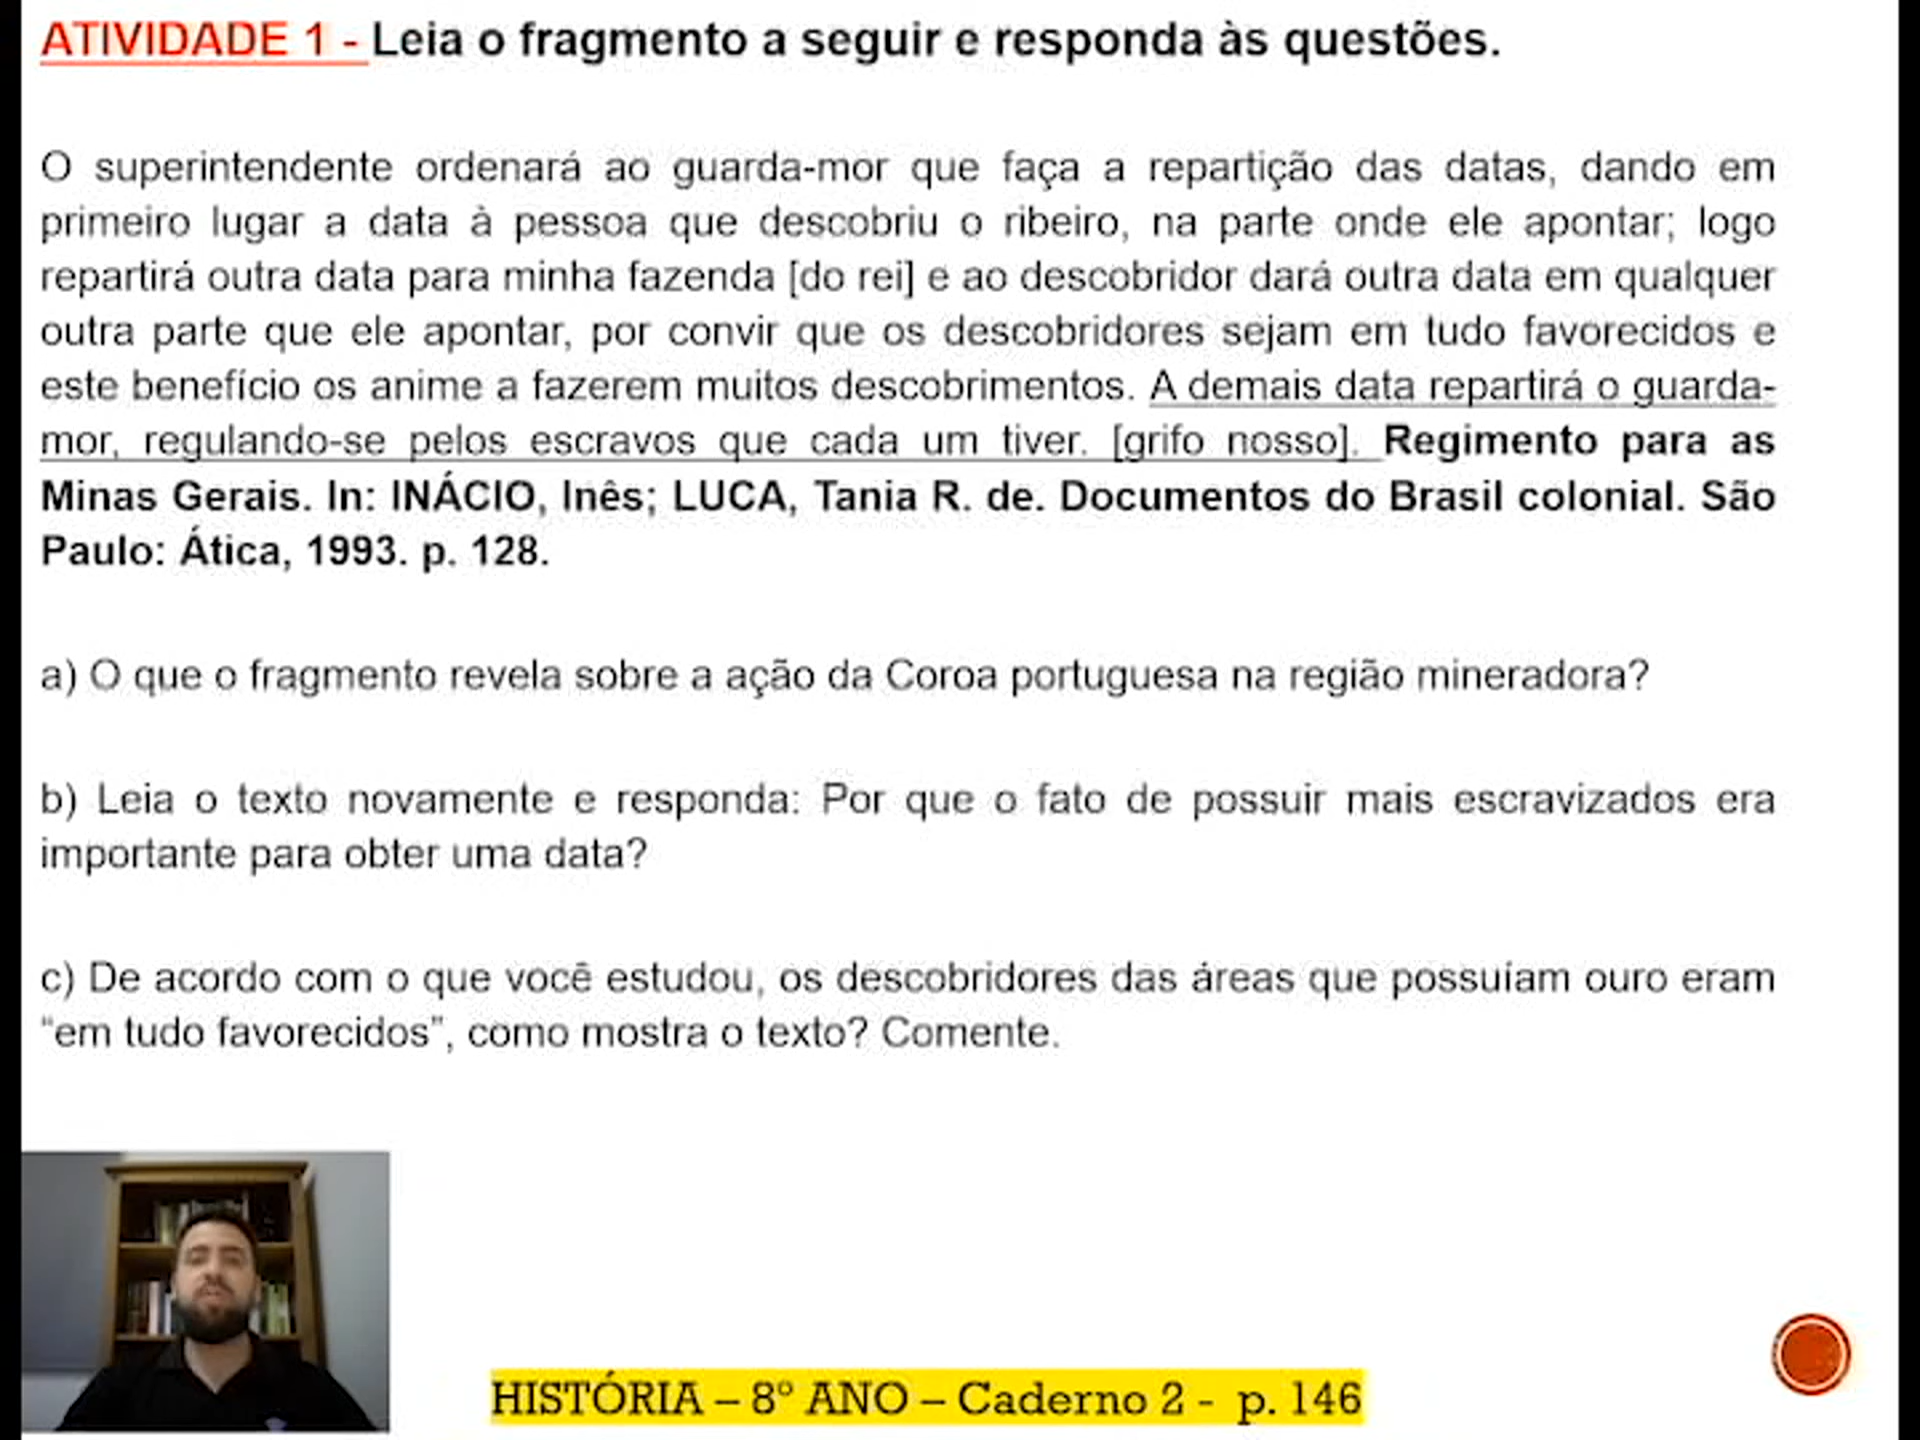 ATIVIDADE 1 - Leia o fragmento a seguir e responda às questões.
O superintendente ordenará ao guarda-mor que faça a repartição das datas, dando em
primeiro lugar a data à pessoa que descobriu o ribeiro, na parte onde ele apontar; logo
repartirá outra data para minha fazenda [do rei] e ao descobridor dará outra data em qualquer
outra parte que ele apontar, por convir que os descobridores sejam em tudo favorecidos e
este benefício os anime a fazerem muitos descobrimentos. A demais data repartirá o guarda-
mor, regulando-se pelos escravos que cada um tiver. [grifo nosso]. Regimento para as
Minas Gerais. In: INÁCIO, Inês; LUCA, Tania R. de. Documentos do Brasil colonial. São
Paulo: Ática, 1993. p. 128.
a) O que o fragmento revela sobre a ação da Coroa portuguesa na região mineradora?
b) Leia o texto novamente e responda: Por que o fato de possuir mais escravizados era
importante para obter uma data?
c) De acordo com o que você estudou, os descobridores das áreas que possuíam ouro eram
“em tudo favorecidos”, como mostra o texto? Comente.
HISTÓRIA – 8º ANO – Caderno 2 - p. 146